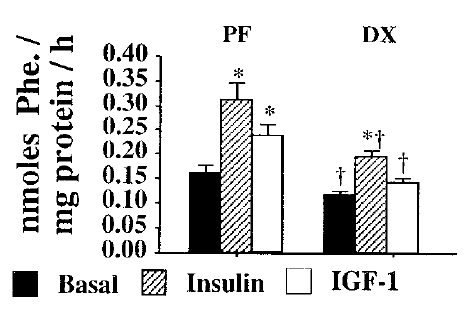 PF DX
nmoles Phe. /
mg protein / h
0.40
0.35
0.30
0.25
0.20
0.15
0.10
0.05
0.00
* * † *† †
Basal Insulin IGF-1